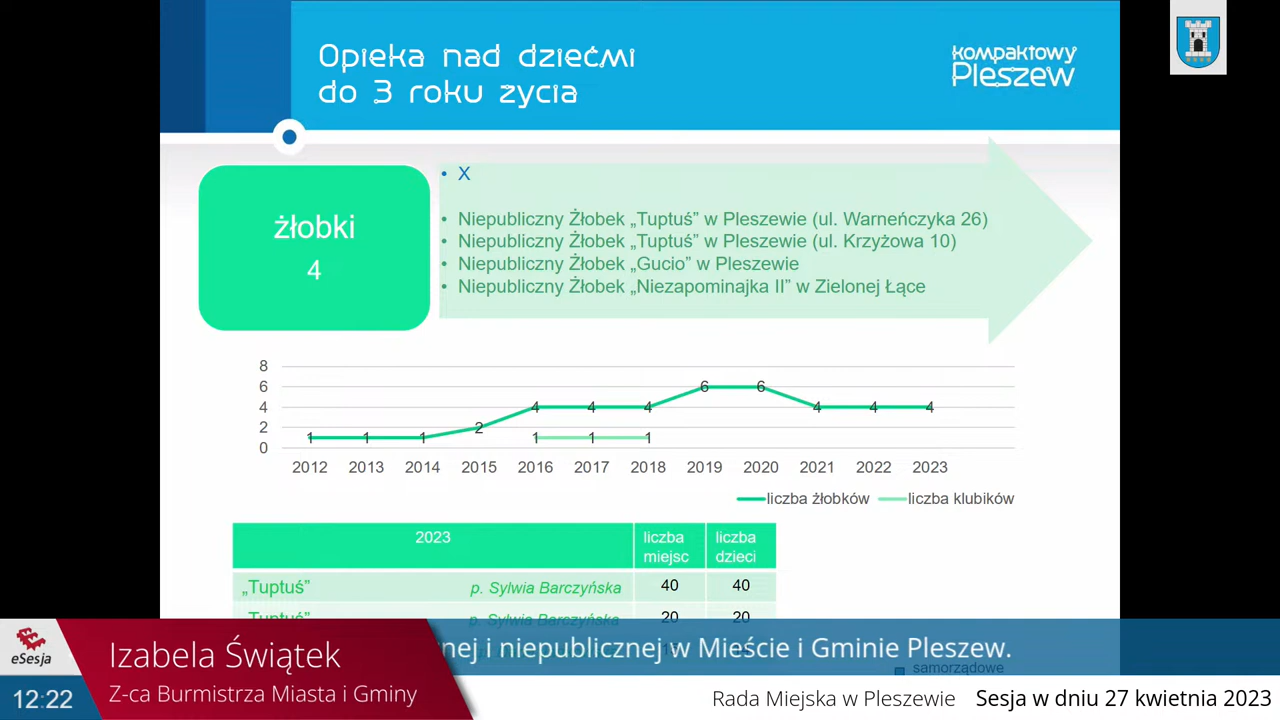 Opieka nad dziećmi
do 3 roku życia
kompaktowy
Pleszew
żłobki
4
• X
• Niepubliczny Żłobek „Tuptuś” w Pleszewie (ul. Warneńczyka 26)
• Niepubliczny Żłobek „Tuptuś” w Pleszewie (ul. Krzyżowa 10)
• Niepubliczny Żłobek „Gucio” w Pleszewie
• Niepubliczny Żłobek „Niezapominajka II” w Zielonej Łące
8
6
4
2
0
1 1 1 2 4 4 4 6 6 4 4 4
1 1 1
2012 2013 2014 2015 2016 2017 2018 2019 2020 2021 2022 2023
liczba żłobków liczba klubików
2023 liczba miejsc liczba dzieci
„Tuptuś” p. Sylwia Barczyńska 40 40
„Tuptuś” p. Sylwia Barczyńska 20 20
nej i niepublicznej w Mieście i Gminie Pleszew.
samorządowe
eSesja
Izabela Świątek
Z-ca Burmistrza Miasta i Gminy
12:22
Rada Miejska w Pleszewie Sesja w dniu 27 kwietnia 2023